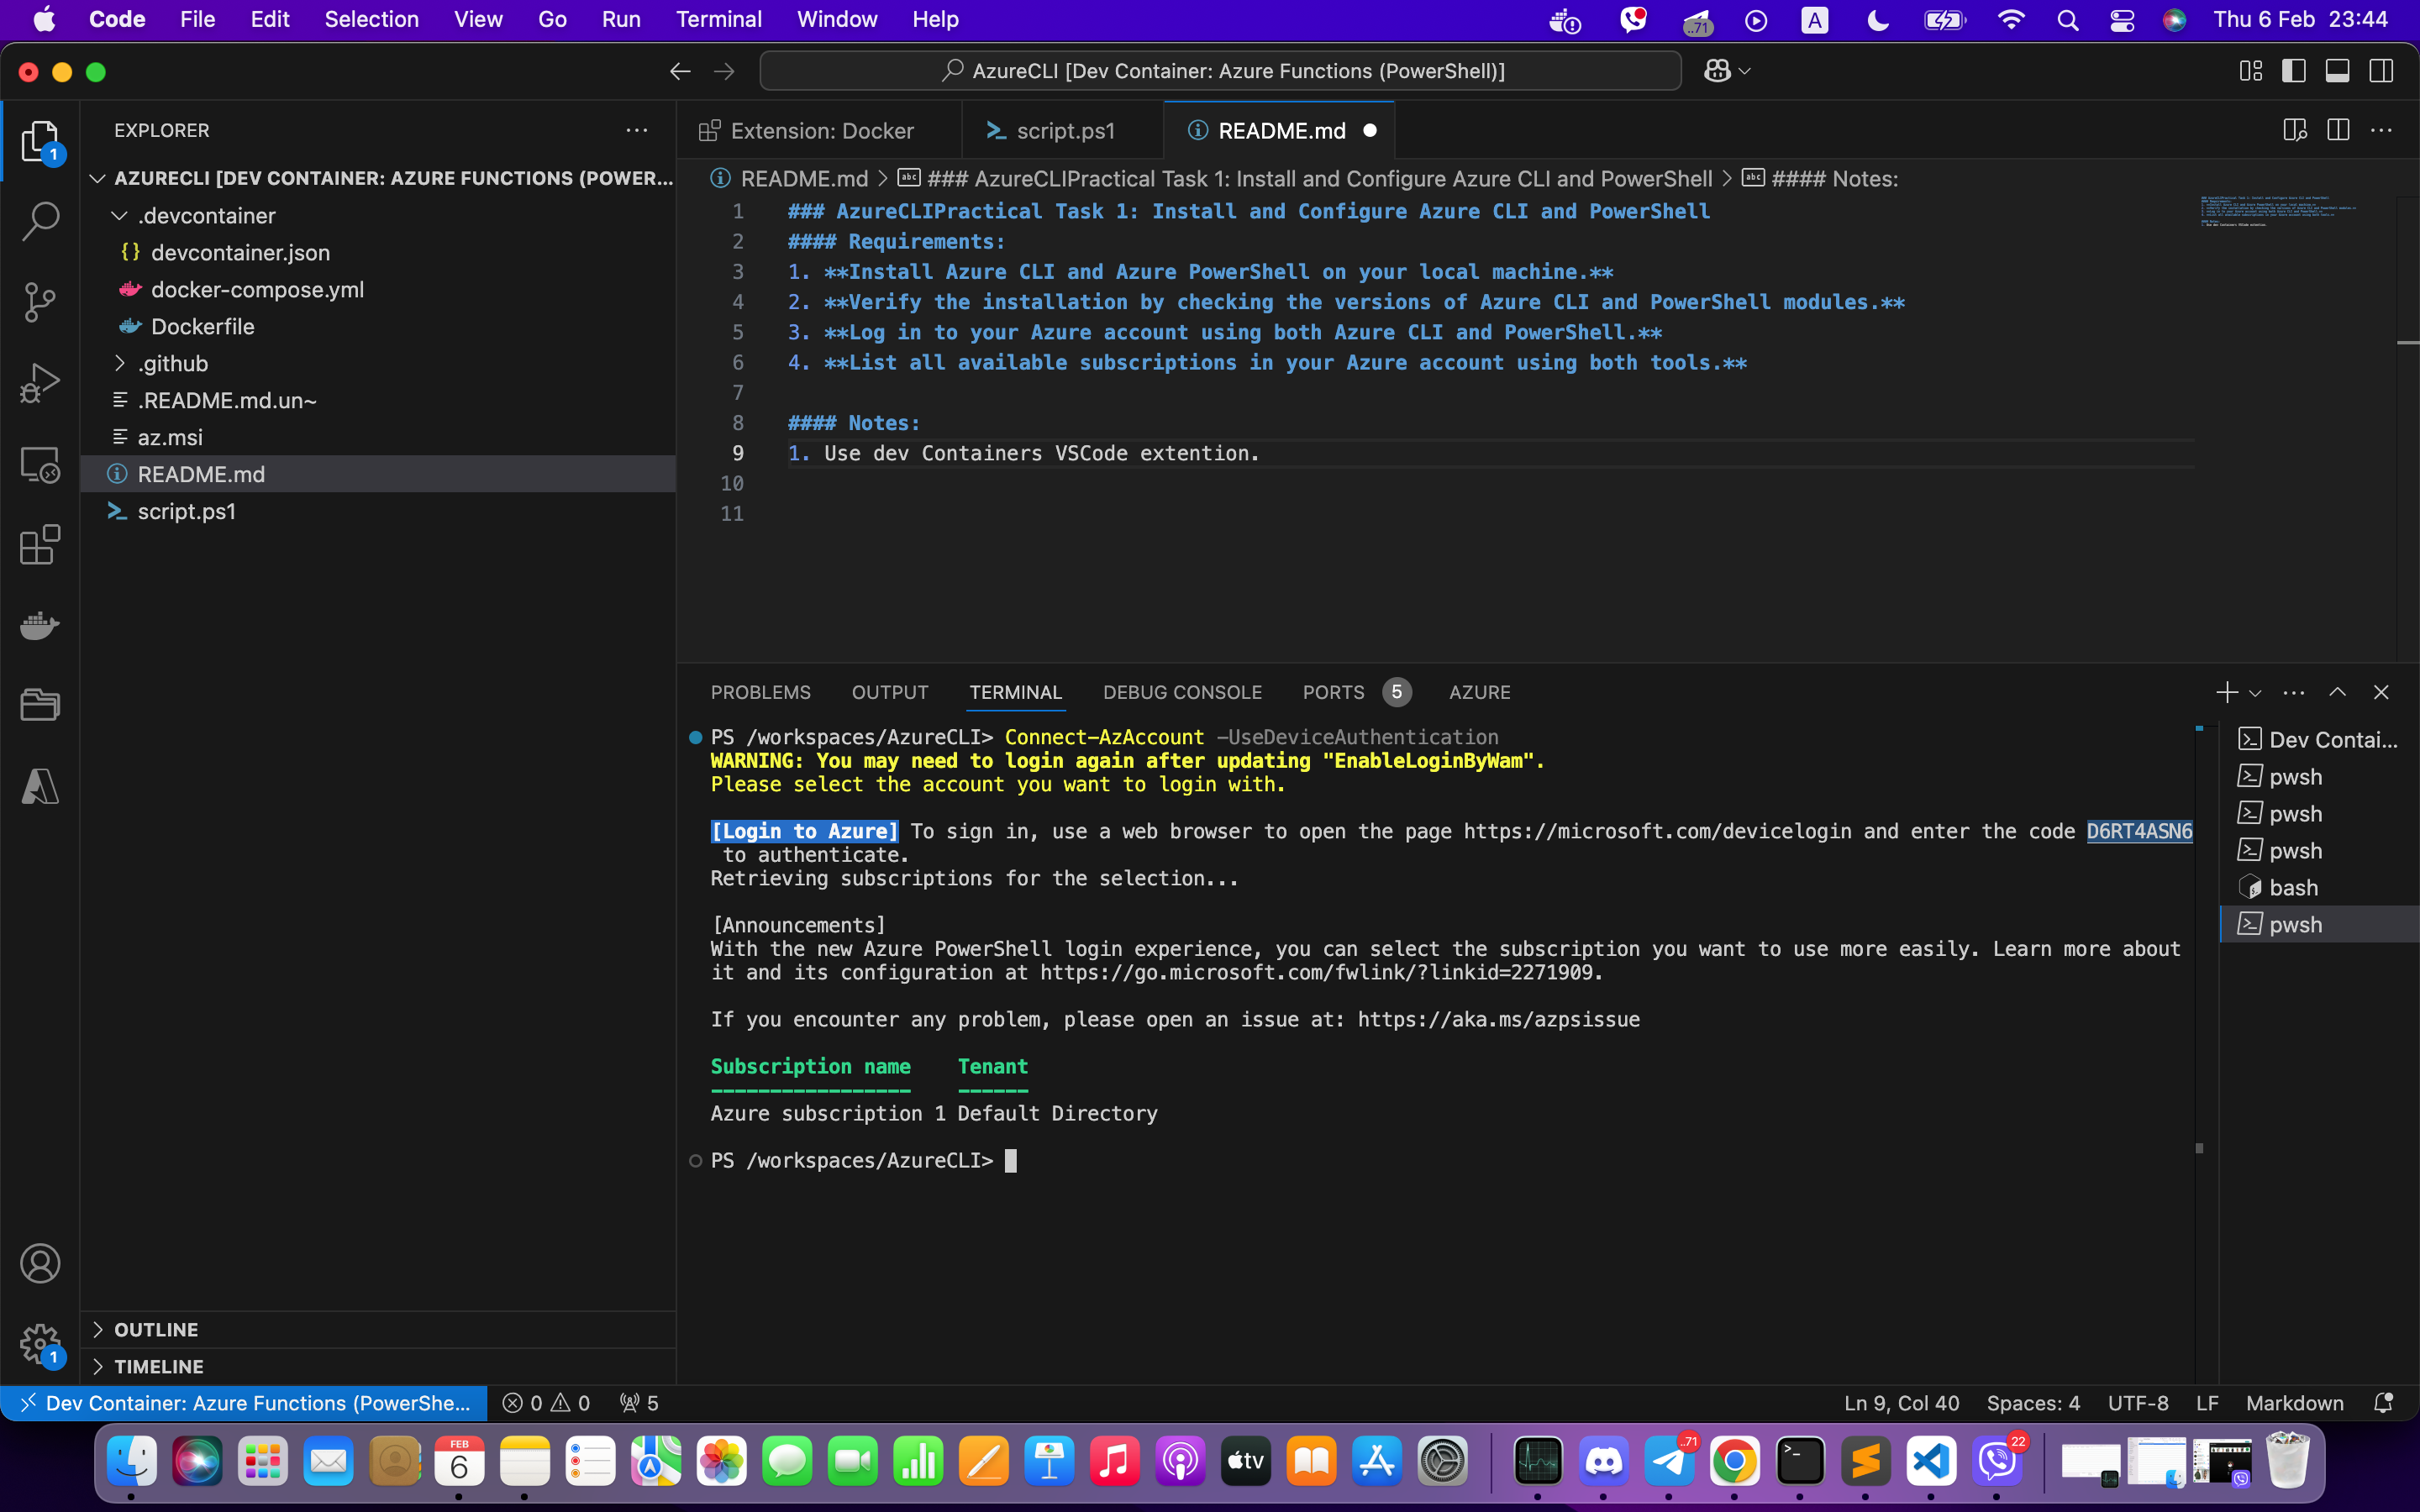 Code File Edit Selection View Go Run Terminal Window Help
..71
A
Thu 6 Feb 23:44
AzureCLI [Dev Container: Azure Functions (PowerShell)]
EXPLORER
1
AZURECLI [DEV CONTAINER: AZURE FUNCTIONS (POWER...
.devcontainer
{} devcontainer.json
docker-compose.yml
Dockerfile
.github
.README.md.un~
az.msi
README.md
script.ps1
OUTLINE
TIMELINE
1
Extension: Docker
script.ps1
README.md
README.md > abc ### AzureCLIPractical Task 1: Install and Configure Azure CLI and PowerShell > abc #### Notes:
1 ### AzureCLIPractical Task 1: Install and Configure Azure CLI and PowerShell
2 #### Requirements:
3 1. **Install Azure CLI and Azure PowerShell on your local machine.**
4 2. **Verify the installation by checking the versions of Azure CLI and PowerShell modules.**
5 3. **Log in to your Azure account using both Azure CLI and PowerShell.**
6 4. **List all available subscriptions in your Azure account using both tools.**
7
8 #### Notes:
9 1. Use dev Containers VSCode extention.
10
11
PROBLEMS OUTPUT TERMINAL DEBUG CONSOLE PORTS 5 AZURE
PS /workspaces/AzureCLI> Connect-AzAccount -UseDeviceAuthentication
WARNING: You may need to login again after updating "EnableLoginByWam".
Please select the account you want to login with.
[Login to Azure] To sign in, use a web browser to open the page https://microsoft.com/devicelogin and enter the code D6RT4ASN6
to authenticate.
Retrieving subscriptions for the selection...
[Announcements]
With the new Azure PowerShell login experience, you can select the subscription you want to use more easily. Learn more about
it and its configuration at https://go.microsoft.com/fwlink/?linkid=2271909.
If you encounter any problem, please open an issue at: https://aka.ms/azpsissue
Subscription name Tenant
----------------- ------
Azure subscription 1 Default Directory
PS /workspaces/AzureCLI>
Dev Contai...
pwsh
pwsh
pwsh
bash
pwsh
Dev Container: Azure Functions (PowerShe... 0 0 5
Ln 9, Col 40 Spaces: 4 UTF-8 LF Markdown
FEB
6
tv
..71
22